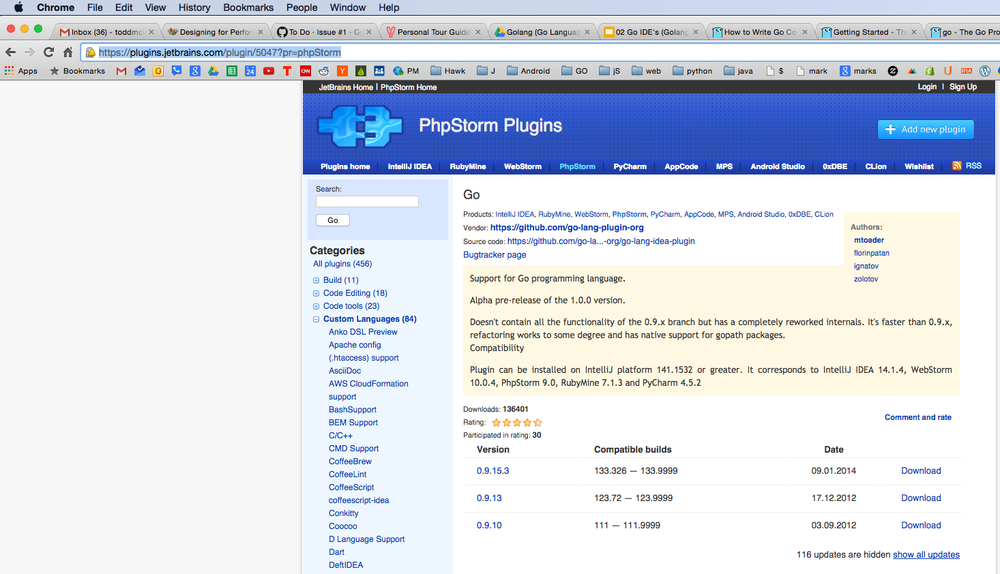 Chrome File Edit View History Bookmarks People Window Help
Inbox (36) - toddmc
Designing for Perfor
To Do · Issue #1 · G
Personal Tour Guide
Golang (Go Languag
02 Go IDE's (Golang
How to Write Go Co
Getting Started - Th
go - The Go Pro
https://plugins.jetbrains.com/plugin/5047?pr=phpStorm
Apps Bookmarks 24 CNN PM Hawk J Android GO jS web python java $ mark marks
JetBrains Home | PhpStorm Home
Login | Sign Up
PhpStorm Plugins
+ Add new plugin
Plugins home IntelliJ IDEA RubyMine WebStorm PhpStorm PyCharm AppCode MPS Android Studio 0xDBE CLion Wishlist RSS
Search:
Go
Categories
All plugins (456)
Build (11)
Code Editing (18)
Code tools (23)
Custom Languages (84)
Anko DSL Preview
Apache config
(.htaccess) support
AsciiDoc
AWS CloudFormation
support
BashSupport
BEM Support
C/C++
CMD Support
CoffeeBrew
CoffeeLint
CoffeeScript
coffeescript-idea
Conkitty
Coocoo
D Language Support
Dart
DeftIDEA
Go
Products: IntelliJ IDEA, RubyMine, WebStorm, PhpStorm, PyCharm, AppCode, MPS, Android Studio, 0xDBE, CLion
Vendor: https://github.com/go-lang-plugin-org
Source code: https://github.com/go-la...-org/go-lang-idea-plugin
Bugtracker page
Authors:
mtoader
florinpatan
ignatov
zolotov
Support for Go programming language.
Alpha pre-release of the 1.0.0 version.
Doesn't contain all the functionality of the 0.9.x branch but has a completely reworked internals. It's faster than 0.9.x,
refactoring works to some degree and has native support for gopath packages.
Compatibility
Plugin can be installed on IntelliJ platform 141.1532 or greater. It corresponds to IntelliJ IDEA 14.1.4, WebStorm
10.0.4, PhpStorm 9.0, RubyMine 7.1.3 and PyCharm 4.5.2
Downloads: 136401
Rating:
Participated in rating: 30
Comment and rate
Version Compatible builds Date
0.9.15.3 133.326 — 133.9999 09.01.2014 Download
0.9.13 123.72 — 123.9999 17.12.2012 Download
0.9.10 111 — 111.9999 03.09.2012 Download
116 updates are hidden show all updates